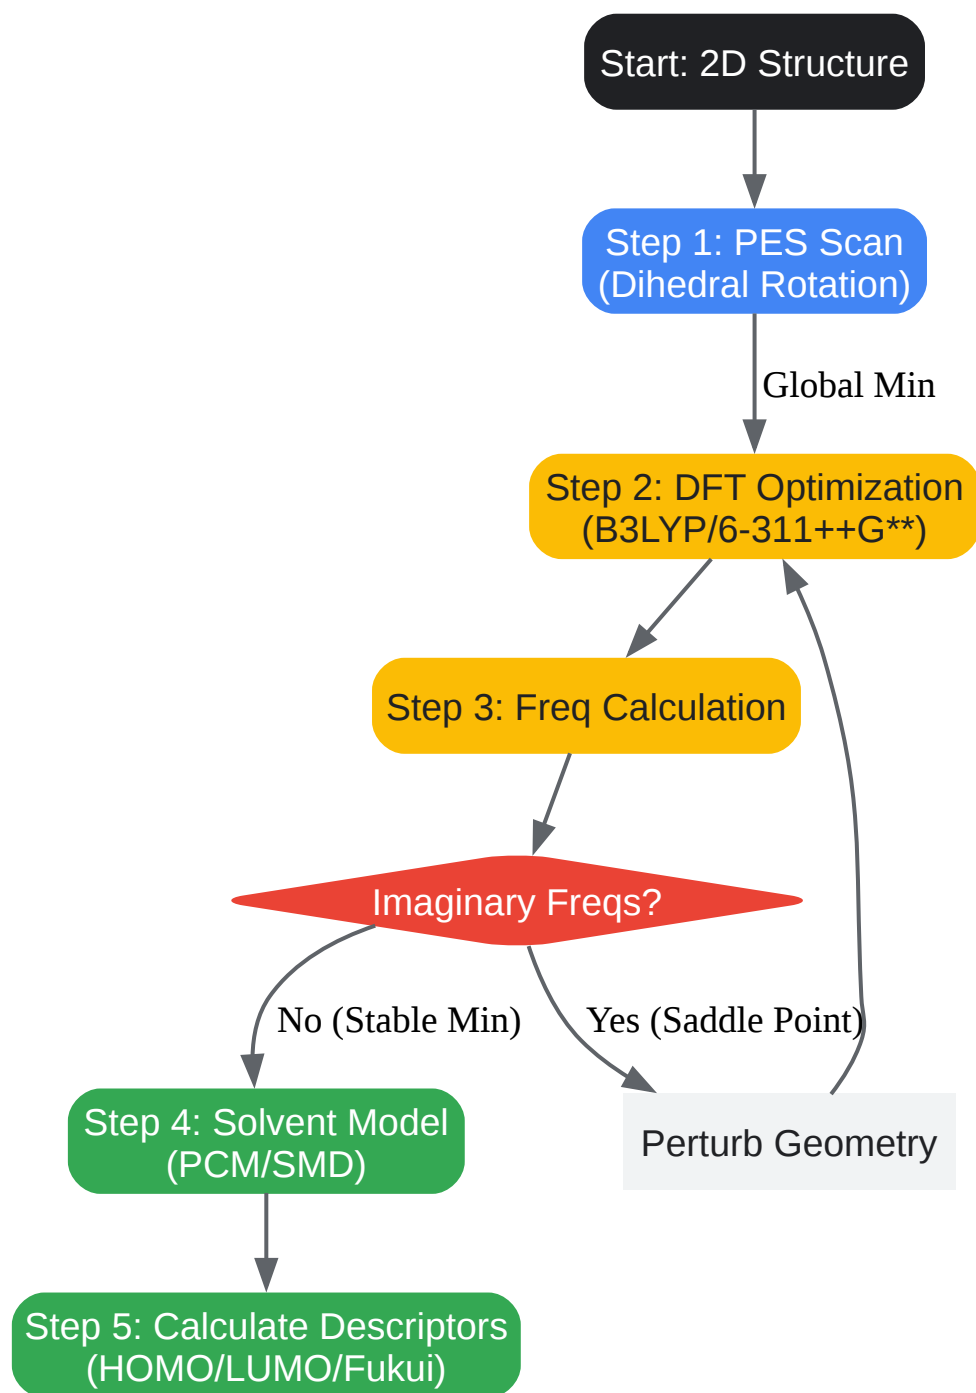 Start: 2D Structure
Step 1: PES Scan
(Dihedral Rotation)
Global Min
Step 2: DFT Optimization
(B3LYP/6-311++G**)
Step 3: Freq Calculation
Imaginary Freqs?
No (Stable Min)
Yes (Saddle Point)
Step 4: Solvent Model
(PCM/SMD)
Perturb Geometry
Step 5: Calculate Descriptors
(HOMO/LUMO/Fukui)